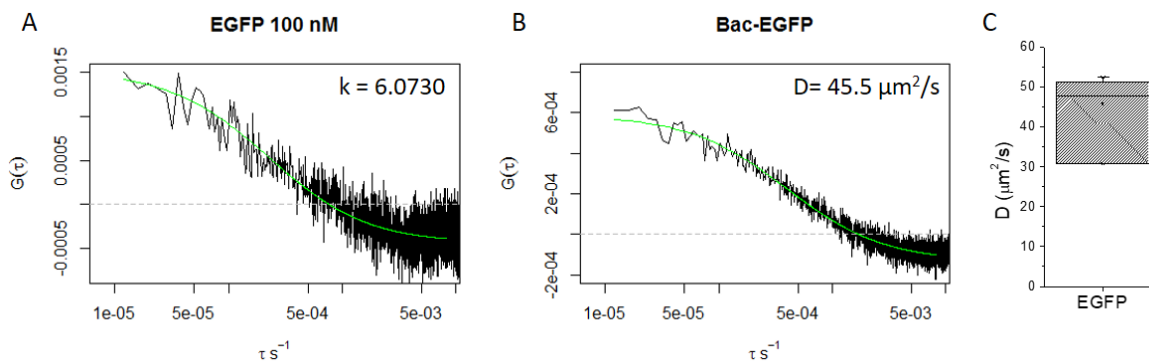 A
EGFP 100 nM
k = 6.0730
G(τ)
0.0015
0.0005
-0.0005
1e-05
5e-05
5e-04
5e-03
τ s⁻¹
B
Bac-EGFP
D= 45.5 µm²/s
G(τ)
6e-04
2e-04
-2e-04
1e-05
5e-05
5e-04
5e-03
τ s⁻¹
C
D (µm²/s)
60
50
40
30
20
10
0
EGFP